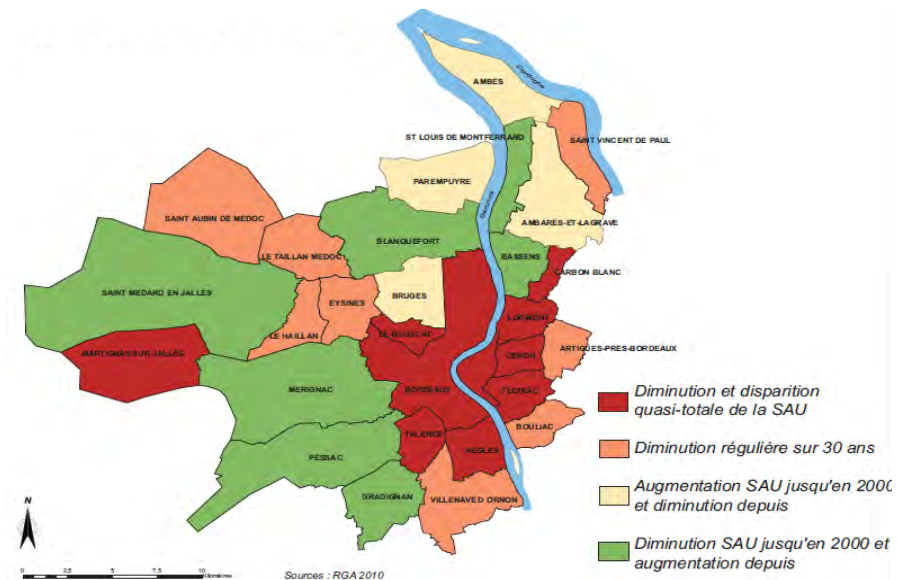 AMBES
Dordogne
ST LOUIS DE MONTFERRAND
SAINT VINCENT DE PAUL
PAREMPUYRE
Garonne
SAINT AUBIN DE MEDOC
AMBARES-ET-LAGRAVE
BLANQUEFORT
LE TAILLAN MEDOC
BASSENS
CARBON BLANC
SAINT MEDARD EN JALLES
BRUGES
EYSINES
LORMONT
LE HAILLAN
LE BOUSCAT
ARTIGUES-PRES-BORDEAUX
MARTIGNAS SUR JALLES
CENON
MERIGNAC
BORDEAUX
FLOIRAC
BOULIAC
TALENCE
BEGLES
PESSAC
GRADIGNAN
VILLENAVE D'ORNON
Diminution et disparition
quasi-totale de la SAU
Diminution régulière sur 30 ans
Augmentation SAU jusqu'en 2000
et diminution depuis
Diminution SAU jusqu'en 2000 et
augmentation depuis
N
0 2,5 5 7,5 10
Kilomètres
Sources : RGA 2010